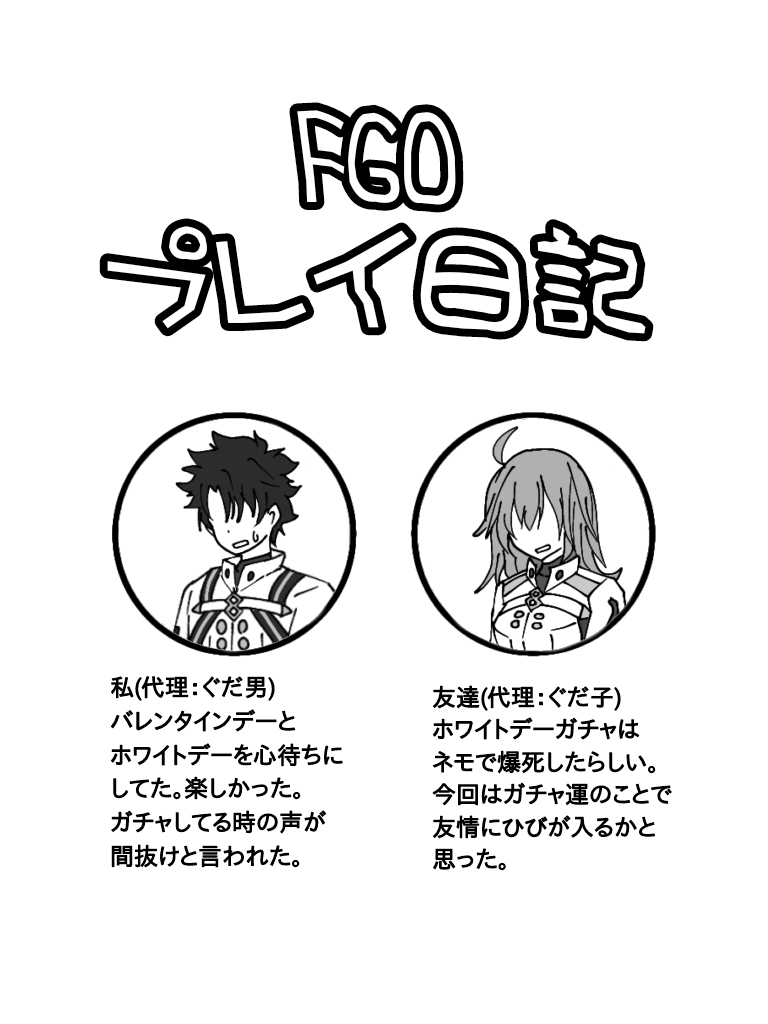 FGO
プレイ日記
私(代理：ぐだ男)
バレンタインデーと
ホワイトデーを心待ちに
してた。楽しかった。
ガチャしてる時の声が
間抜けと言われた。
友達(代理：ぐだ子)
ホワイトデーガチャは
ネモで爆死したらしい。
今回はガチャ運のことで
友情にひびが入るかと
思った。